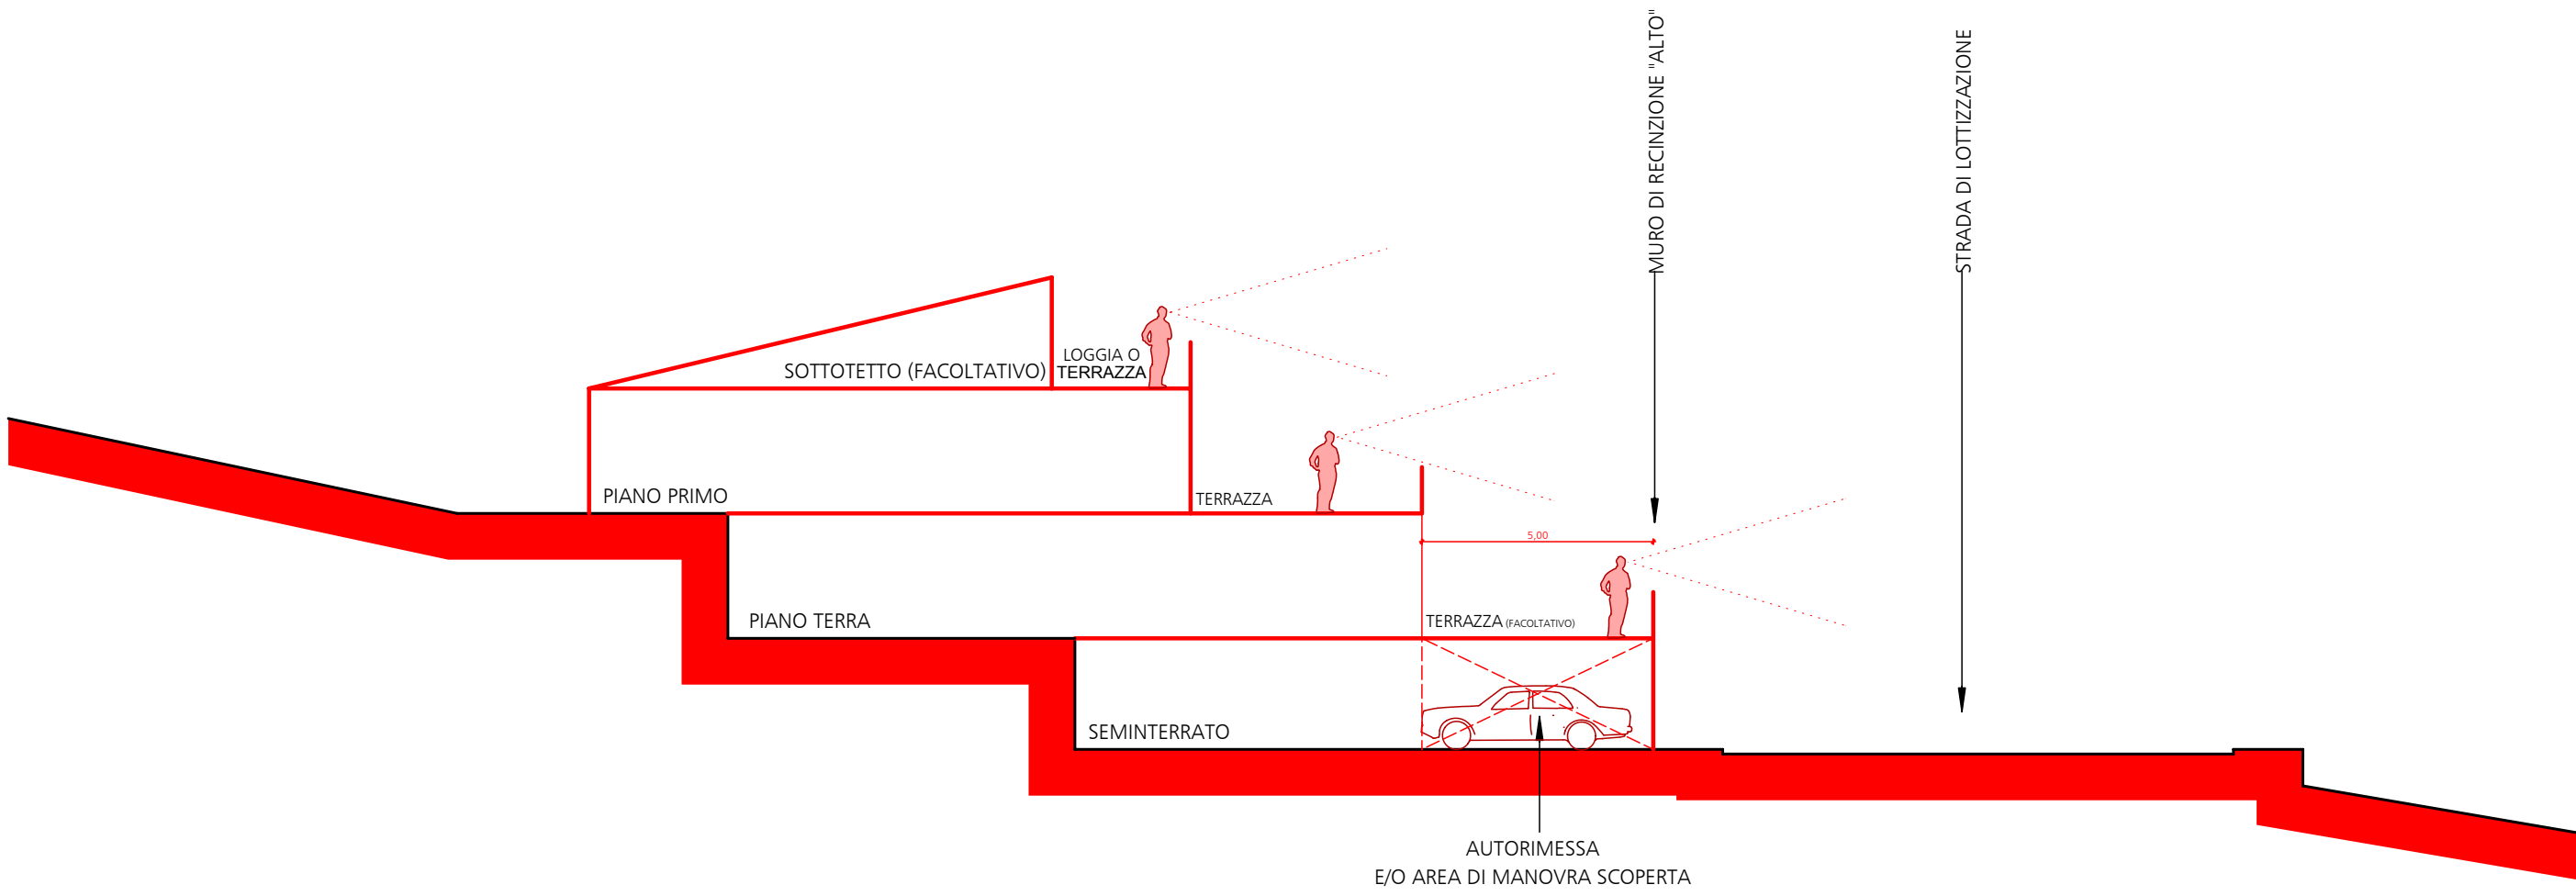 MURO DI RECINZIONE "ALTO"
STRADA DI LOTTIZZAZIONE
LOGGIA O
SOTTOTETTO (FACOLTATIVO)
TERRAZZA
PIANO PRIMO
TERRAZZA
5,00
PIANO TERRA
TERRAZZA (FACOLTATIVO)
SEMINTERRATO
AUTORIMESSA
E/O AREA DI MANOVRA SCOPERTA